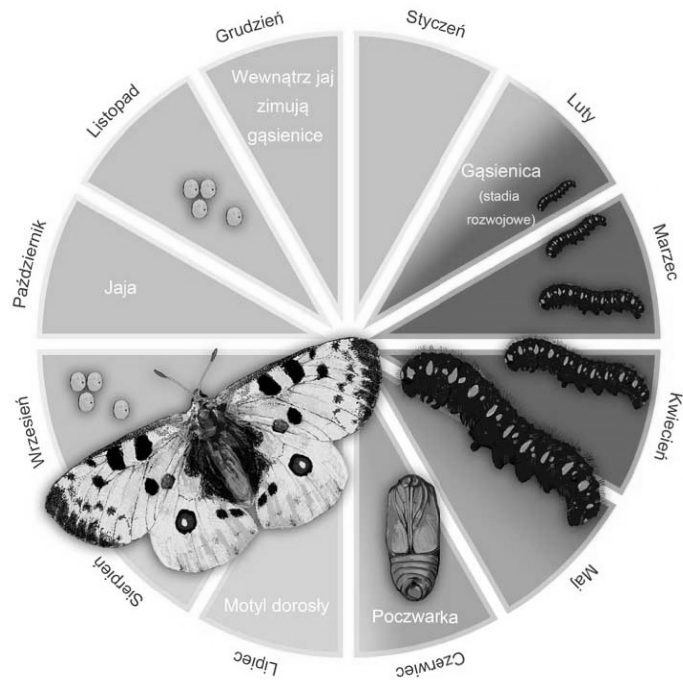 Grudzień
Styczeń
Listopad
Wewnątrz jaj
zimują
gąsienice
Luty
Gąsienica
(stadia
rozwojowe)
Październik
Jaja
Marzec
Wrzesień
Kwiecień
Sierpień
Motyl dorosły
Poczwarka
Maj
Lipiec
Czerwiec